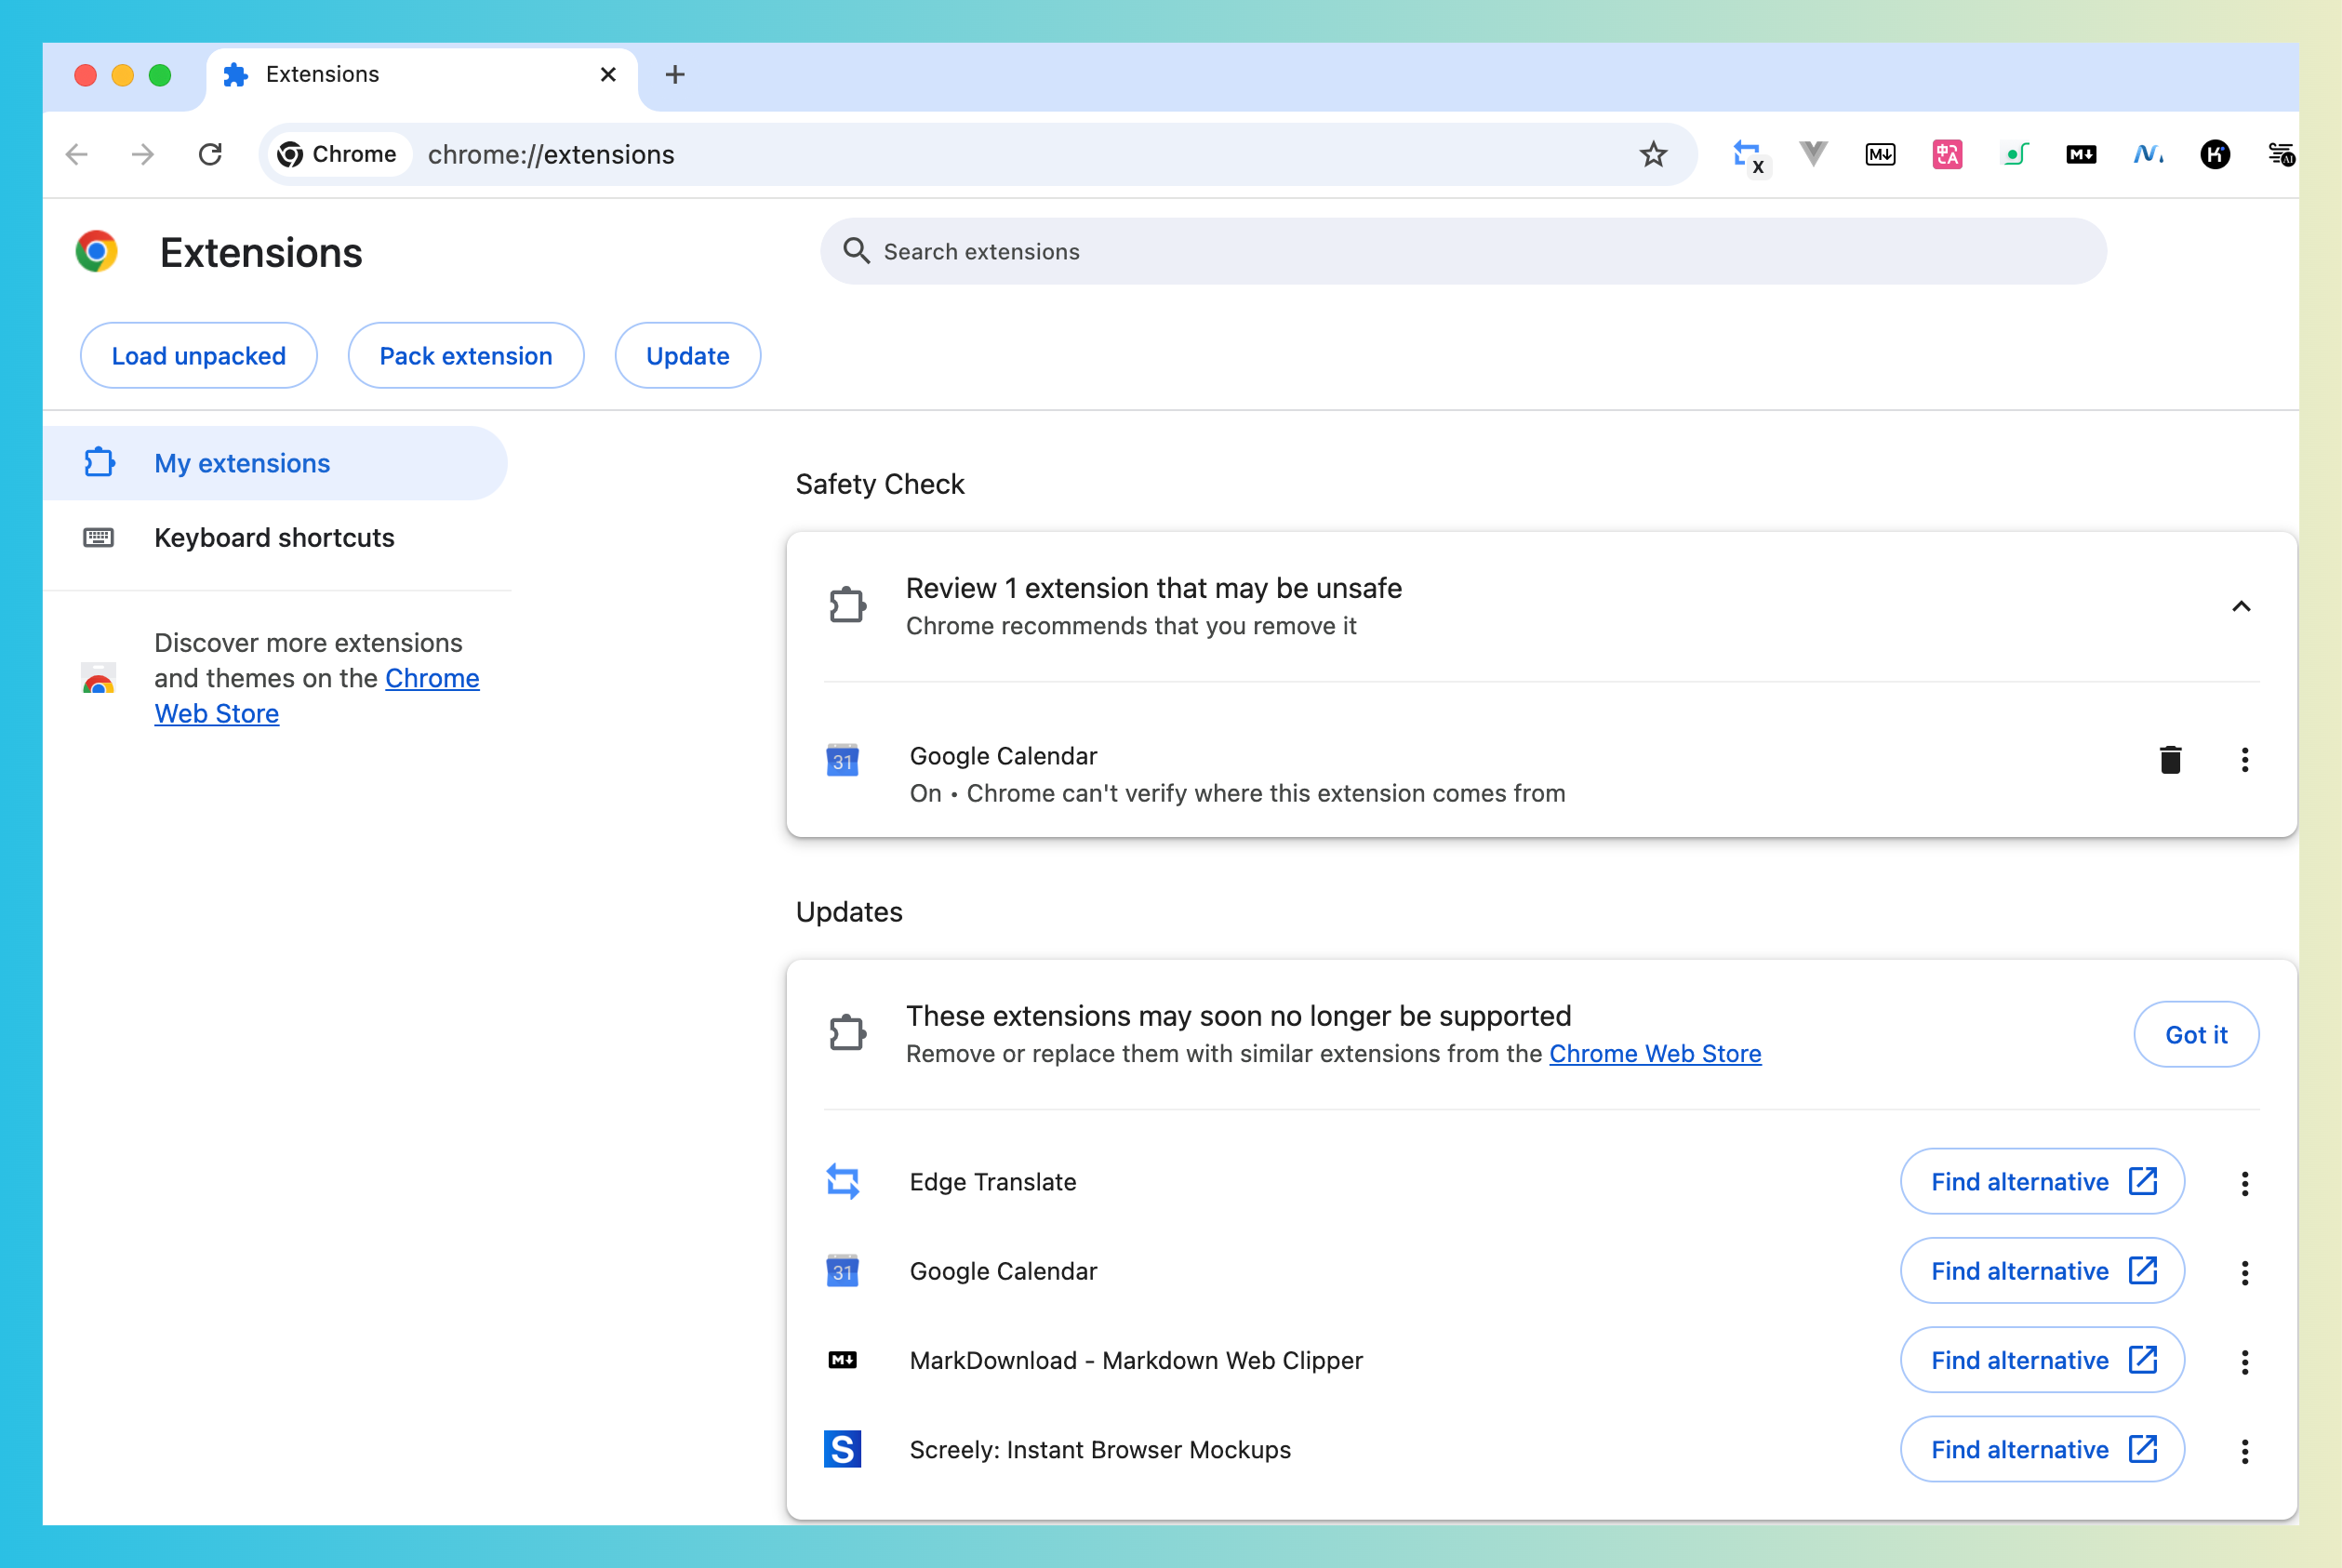 Extensions
Chrome
chrome://extensions
X
M
中A
M
N.
K
AI
Extensions
Search extensions
Load unpacked
Pack extension
Update
My extensions
Keyboard shortcuts
Discover more extensions
and themes on the Chrome
Web Store
Safety Check
Review 1 extension that may be unsafe
Chrome recommends that you remove it
31
Google Calendar
On • Chrome can't verify where this extension comes from
Updates
These extensions may soon no longer be supported
Remove or replace them with similar extensions from the Chrome Web Store
Got it
Edge Translate
Find alternative
31
Google Calendar
Find alternative
M
MarkDownload - Markdown Web Clipper
Find alternative
S
Screely: Instant Browser Mockups
Find alternative